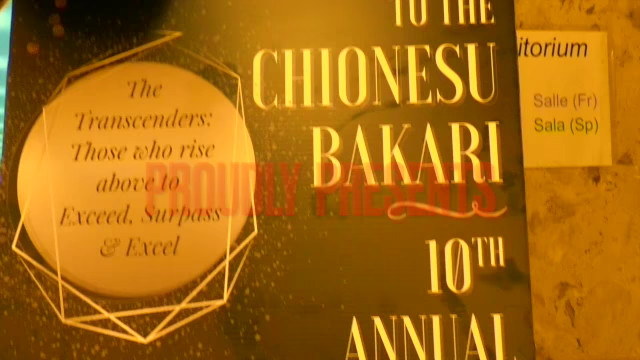 TO THE
CHIONESU
BAKARI
PROUDLY PRESENTS
10TH
ANNUAL
The
Transcenders:
Those who rise
above to
Exceed, Surpass
& Excel
itorium
Salle (Fr)
Sala (Sp)